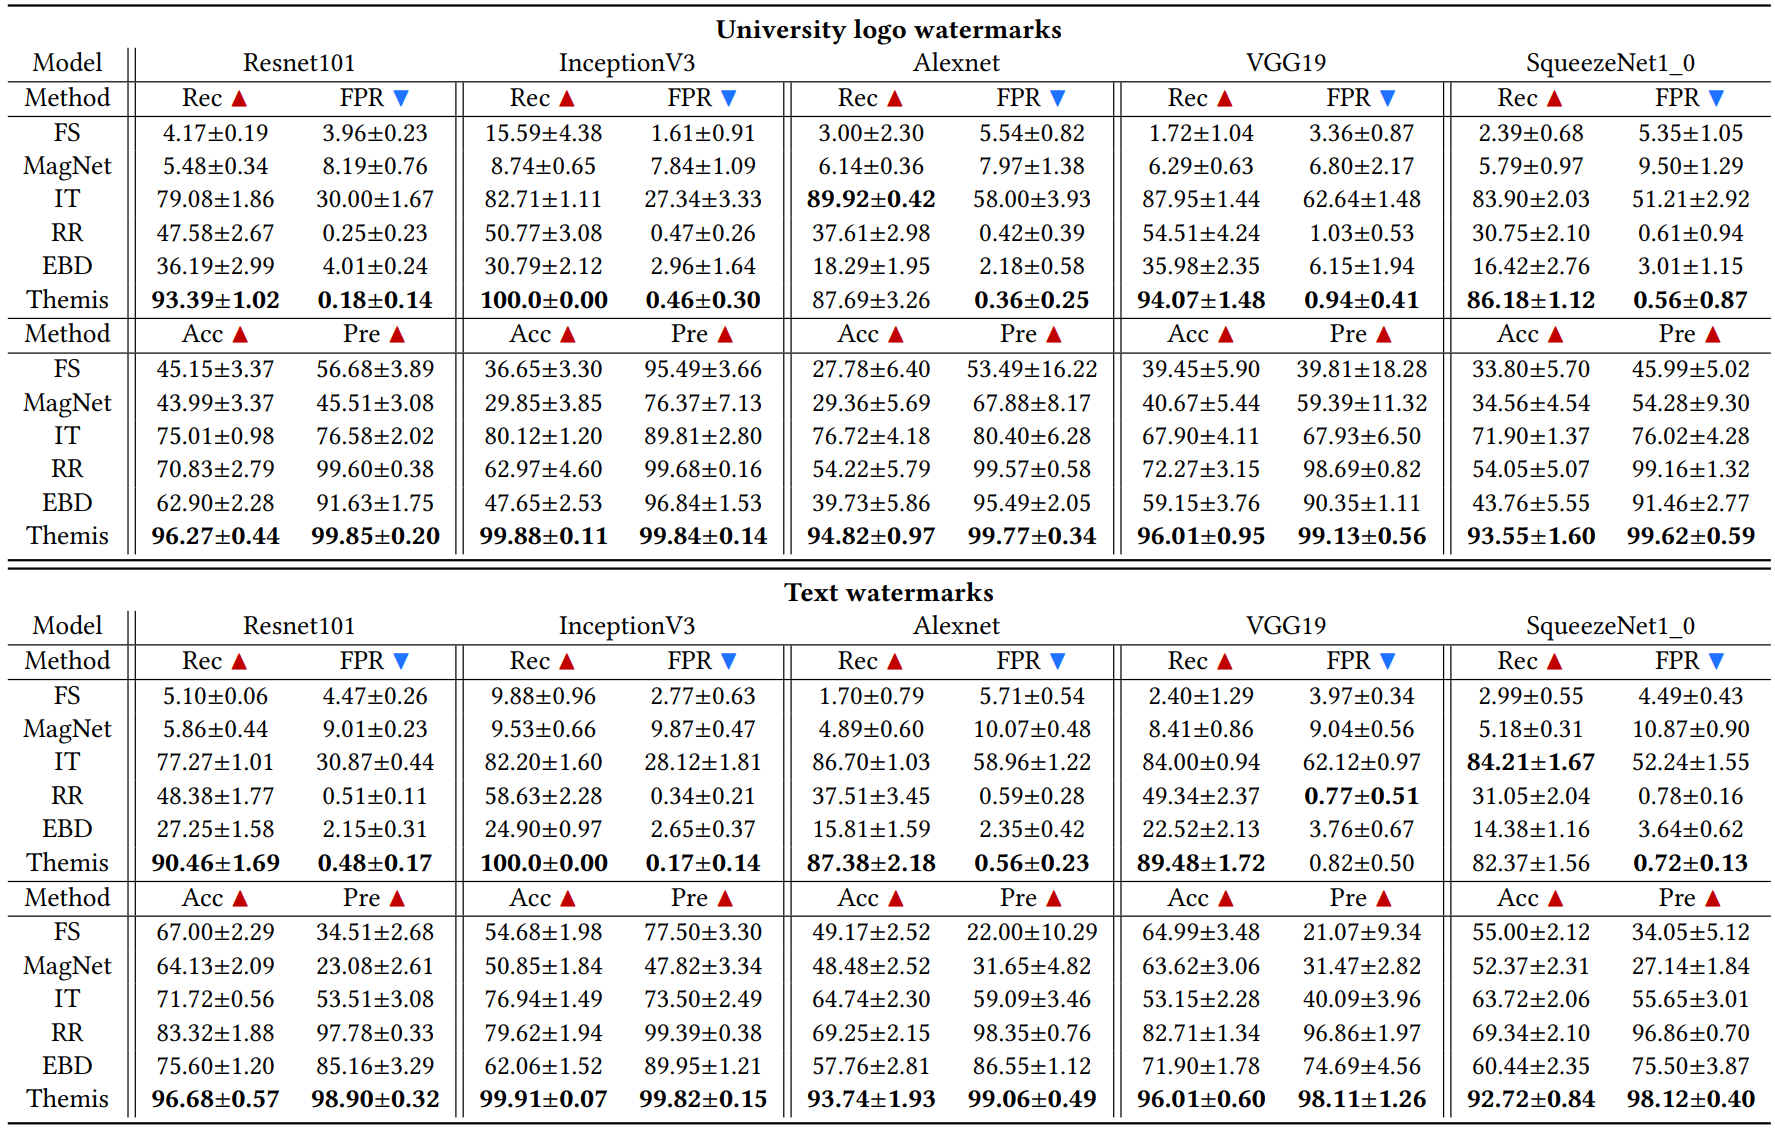 University logo watermarks
Model Resnet101 InceptionV3 Alexnet VGG19 SqueezeNet1_0
Method Rec ▲ FPR ▼ Rec ▲ FPR ▼ Rec ▲ FPR ▼ Rec ▲ FPR ▼ Rec ▲ FPR ▼
FS 4.17±0.19 3.96±0.23 15.59±4.38 1.61±0.91 3.00±2.30 5.54±0.82 1.72±1.04 3.36±0.87 2.39±0.68 5.35±1.05
MagNet 5.48±0.34 8.19±0.76 8.74±0.65 7.84±1.09 6.14±0.36 7.97±1.38 6.29±0.63 6.80±2.17 5.79±0.97 9.50±1.29
IT 79.08±1.86 30.00±1.67 82.71±1.11 27.34±3.33 89.92±0.42 58.00±3.93 87.95±1.44 62.64±1.48 83.90±2.03 51.21±2.92
RR 47.58±2.67 0.25±0.23 50.77±3.08 0.47±0.26 37.61±2.98 0.42±0.39 54.51±4.24 1.03±0.53 30.75±2.10 0.61±0.94
EBD 36.19±2.99 4.01±0.24 30.79±2.12 2.96±1.64 18.29±1.95 2.18±0.58 35.98±2.35 6.15±1.94 16.42±2.76 3.01±1.15
Themis 93.39±1.02 0.18±0.14 100.0±0.00 0.46±0.30 87.69±3.26 0.36±0.25 94.07±1.48 0.94±0.41 86.18±1.12 0.56±0.87
Method Acc ▲ Pre ▲ Acc ▲ Pre ▲ Acc ▲ Pre ▲ Acc ▲ Pre ▲ Acc ▲ Pre ▲
FS 45.15±3.37 56.68±3.89 36.65±3.30 95.49±3.66 27.78±6.40 53.49±16.22 39.45±5.90 39.81±18.28 33.80±5.70 45.99±5.02
MagNet 43.99±3.37 45.51±3.08 29.85±3.85 76.37±7.13 29.36±5.69 67.88±8.17 40.67±5.44 59.39±11.32 34.56±4.54 54.28±9.30
IT 75.01±0.98 76.58±2.02 80.12±1.20 89.81±2.80 76.72±4.18 80.40±6.28 67.90±4.11 67.93±6.50 71.90±1.37 76.02±4.28
RR 70.83±2.79 99.60±0.38 62.97±4.60 99.68±0.16 54.22±5.79 99.57±0.58 72.27±3.15 98.69±0.82 54.05±5.07 99.16±1.32
EBD 62.90±2.28 91.63±1.75 47.65±2.53 96.84±1.53 39.73±5.86 95.49±2.05 59.15±3.76 90.35±1.11 43.76±5.55 91.46±2.77
Themis 96.27±0.44 99.85±0.20 99.88±0.11 99.84±0.14 94.82±0.97 99.77±0.34 96.01±0.95 99.13±0.56 93.55±1.60 99.62±0.59
Text watermarks
Model Resnet101 InceptionV3 Alexnet VGG19 SqueezeNet1_0
Method Rec ▲ FPR ▼ Rec ▲ FPR ▼ Rec ▲ FPR ▼ Rec ▲ FPR ▼ Rec ▲ FPR ▼
FS 5.10±0.06 4.47±0.26 9.88±0.96 2.77±0.63 1.70±0.79 5.71±0.54 2.40±1.29 3.97±0.34 2.99±0.55 4.49±0.43
MagNet 5.86±0.44 9.01±0.23 9.53±0.66 9.87±0.47 4.89±0.60 10.07±0.48 8.41±0.86 9.04±0.56 5.18±0.31 10.87±0.90
IT 77.27±1.01 30.87±0.44 82.20±1.60 28.12±1.81 86.70±1.03 58.96±1.22 84.00±0.94 62.12±0.97 84.21±1.67 52.24±1.55
RR 48.38±1.77 0.51±0.11 58.63±2.28 0.34±0.21 37.51±3.45 0.59±0.28 49.34±2.37 0.77±0.51 31.05±2.04 0.78±0.16
EBD 27.25±1.58 2.15±0.31 24.90±0.97 2.65±0.37 15.81±1.59 2.35±0.42 22.52±2.13 3.76±0.67 14.38±1.16 3.64±0.62
Themis 90.46±1.69 0.48±0.17 100.0±0.00 0.17±0.14 87.38±2.18 0.56±0.23 89.48±1.72 0.82±0.50 82.37±1.56 0.72±0.13
Method Acc ▲ Pre ▲ Acc ▲ Pre ▲ Acc ▲ Pre ▲ Acc ▲ Pre ▲ Acc ▲ Pre ▲
FS 67.00±2.29 34.51±2.68 54.68±1.98 77.50±3.30 49.17±2.52 22.00±10.29 64.99±3.48 21.07±9.34 55.00±2.12 34.05±5.12
MagNet 64.13±2.09 23.08±2.61 50.85±1.84 47.82±3.34 48.48±2.52 31.65±4.82 63.62±3.06 31.47±2.82 52.37±2.31 27.14±1.84
IT 71.72±0.56 53.51±3.08 76.94±1.49 73.50±2.49 64.74±2.30 59.09±3.46 53.15±2.28 40.09±3.96 63.72±2.06 55.65±3.01
RR 83.32±1.88 97.78±0.33 79.62±1.94 99.39±0.38 69.25±2.15 98.35±0.76 82.71±1.34 96.86±1.97 69.34±2.10 96.86±0.70
EBD 75.60±1.20 85.16±3.29 62.06±1.52 89.95±1.21 57.76±2.81 86.55±1.12 71.90±1.78 74.69±4.56 60.44±2.35 75.50±3.87
Themis 96.68±0.57 98.90±0.32 99.91±0.07 99.82±0.15 93.74±1.93 99.06±0.49 96.01±0.60 98.11±1.26 92.72±0.84 98.12±0.40